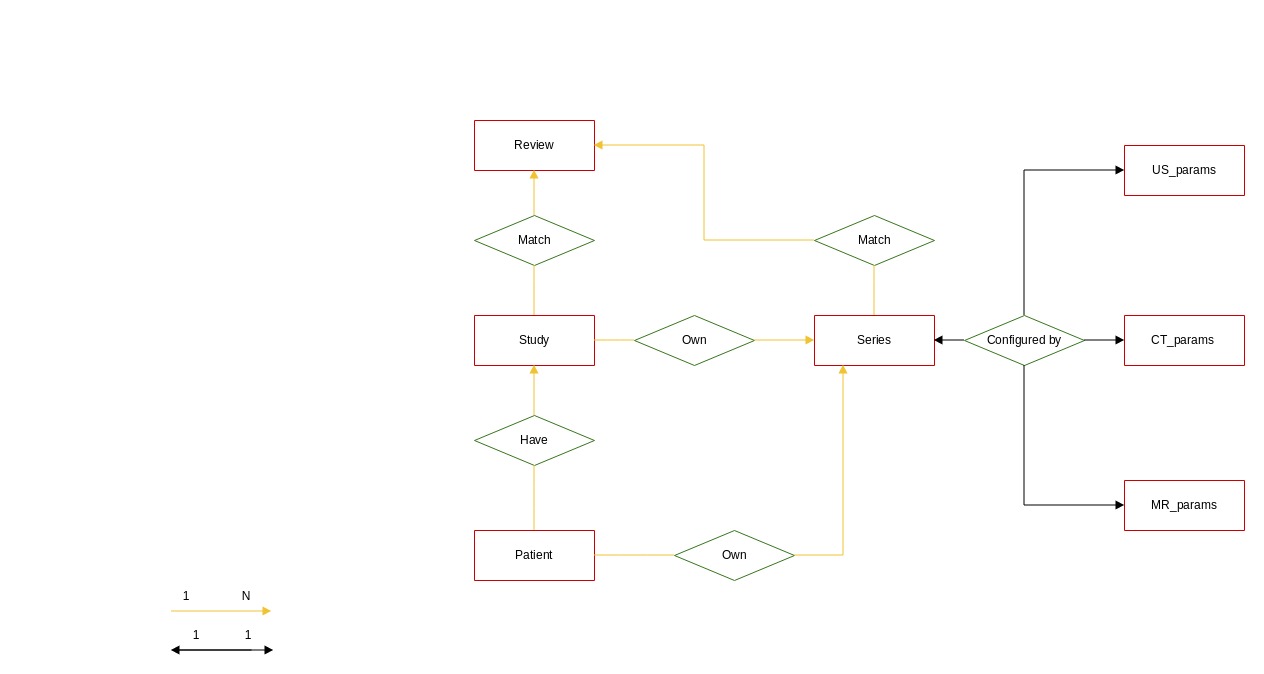 Review
US_params
Match
Match
Study
Own
Series
Configured by
CT_params
Have
MR_params
Patient
Own
1 N
1 1